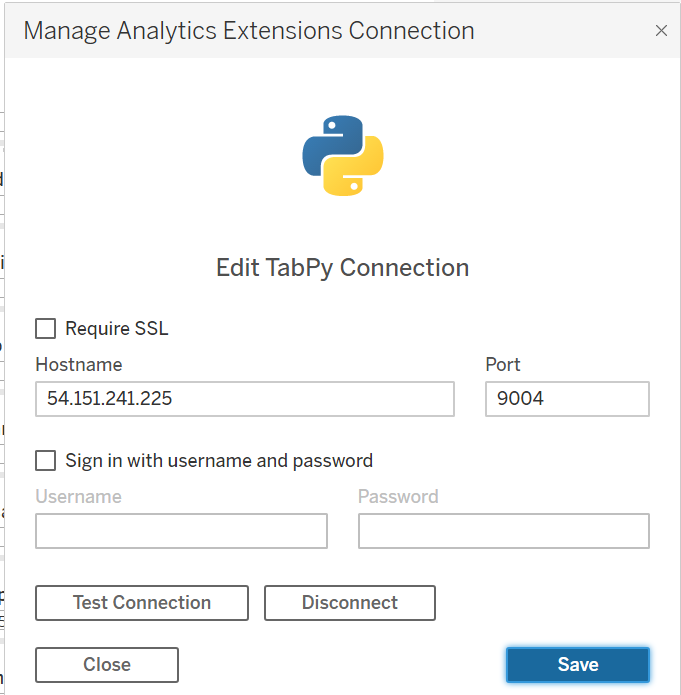 Manage Analytics Extensions Connection
Edit TabPy Connection
Require SSL
Hostname Port
54.151.241.225 9004
Sign in with username and password
Username Password
Test Connection Disconnect
Close Save